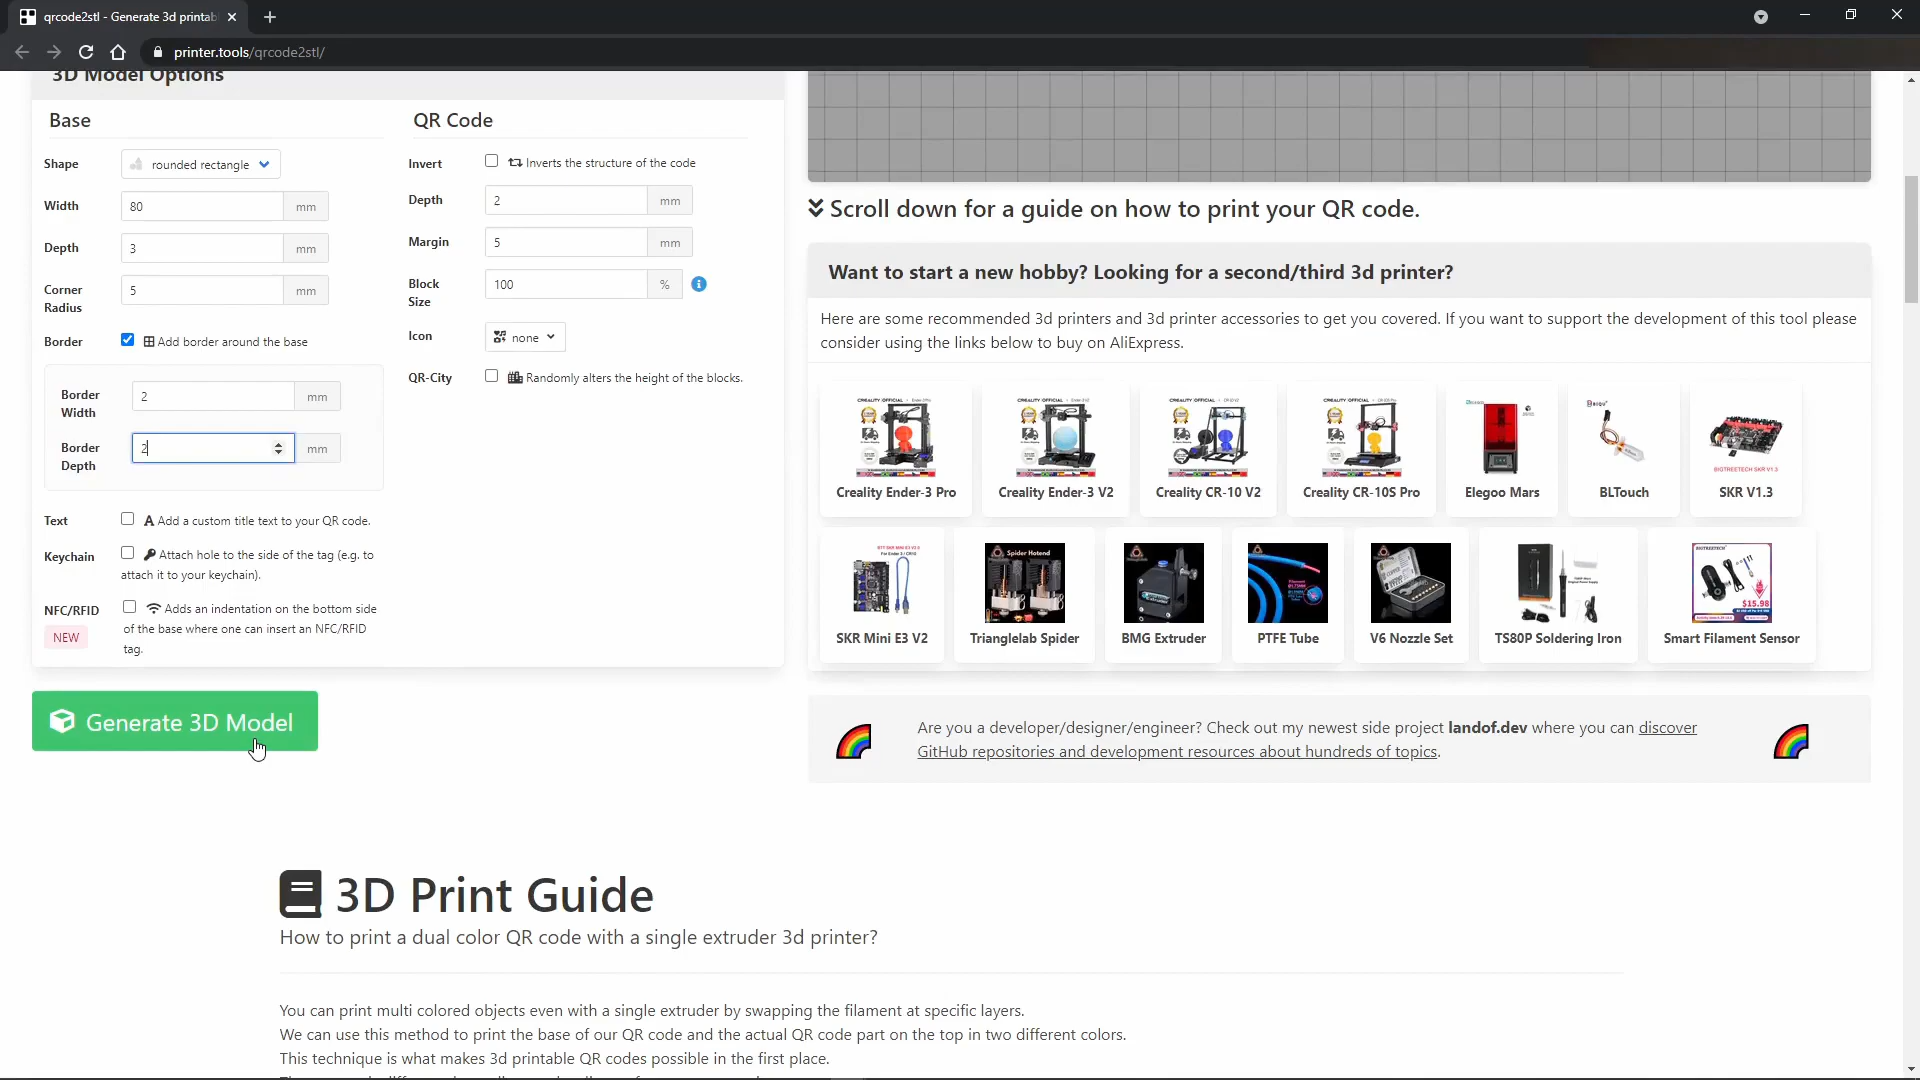 qrcode2stl - Generate 3d printab
printer.tools/qrcode2stl/
3D Model Options
Base
Shape
rounded rectangle
Width
80
mm
Depth
3
mm
Corner
Radius
5
mm
Border
Add border around the base
Border
Width
2
mm
Border
Depth
2
mm
Text
A Add a custom title text to your QR code.
Keychain
Attach hole to the side of the tag (e.g. to
attach it to your keychain).
NFC/RFID
NEW
Adds an indentation on the bottom side
of the base where one can insert an NFC/RFID
tag.
QR Code
Invert
Inverts the structure of the code
Depth
2
mm
Margin
5
mm
Block
Size
100
%
Icon
none
QR-City
Randomly alters the height of the blocks.
Generate 3D Model
Scroll down for a guide on how to print your QR code.
Want to start a new hobby? Looking for a second/third 3d printer?
Here are some recommended 3d printers and 3d printer accessories to get you covered. If you want to support the development of this tool please
consider using the links below to buy on AliExpress.
Creality Ender-3 Pro
Creality Ender-3 V2
Creality CR-10 V2
Creality CR-10S Pro
Elegoo Mars
BLTouch
BIGTREETECH SKR V1.3
SKR V1.3
SKR Mini E3 V2
Spider Hotend
Trianglelab Spider
BMG Extruder
PTFE Tube
V6 Nozzle Set
TS80P Soldering Iron
$15.98
Smart Filament Sensor
Are you a developer/designer/engineer? Check out my newest side project landof.dev where you can discover
GitHub repositories and development resources about hundreds of topics.
3D Print Guide
How to print a dual color QR code with a single extruder 3d printer?
You can print multi colored objects even with a single extruder by swapping the filament at specific layers.
We can use this method to print the base of our QR code and the actual QR code part on the top in two different colors.
This technique is what makes 3d printable QR codes possible in the first place.